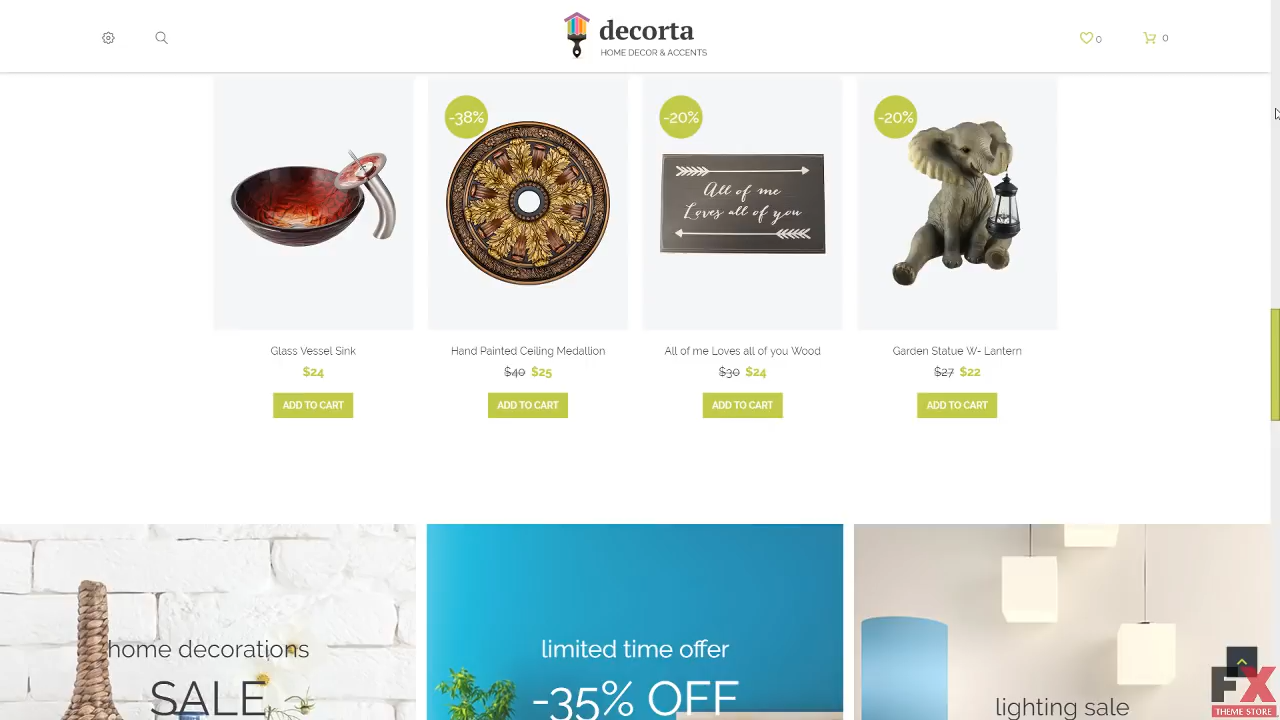 decorta
HOME DECOR & ACCENTS
0
0
-38%
-20%
-20%
All of me
Loves all of you
Glass Vessel Sink
Hand Painted Ceiling Medallion
All of me Loves all of you Wood
Garden Statue W- Lantern
$24
$40 $25
$30 $24
$27 $22
ADD TO CART
ADD TO CART
ADD TO CART
ADD TO CART
home decorations
SALE
limited time offer
-35% OFF
lighting sale
FX
THEME STORE